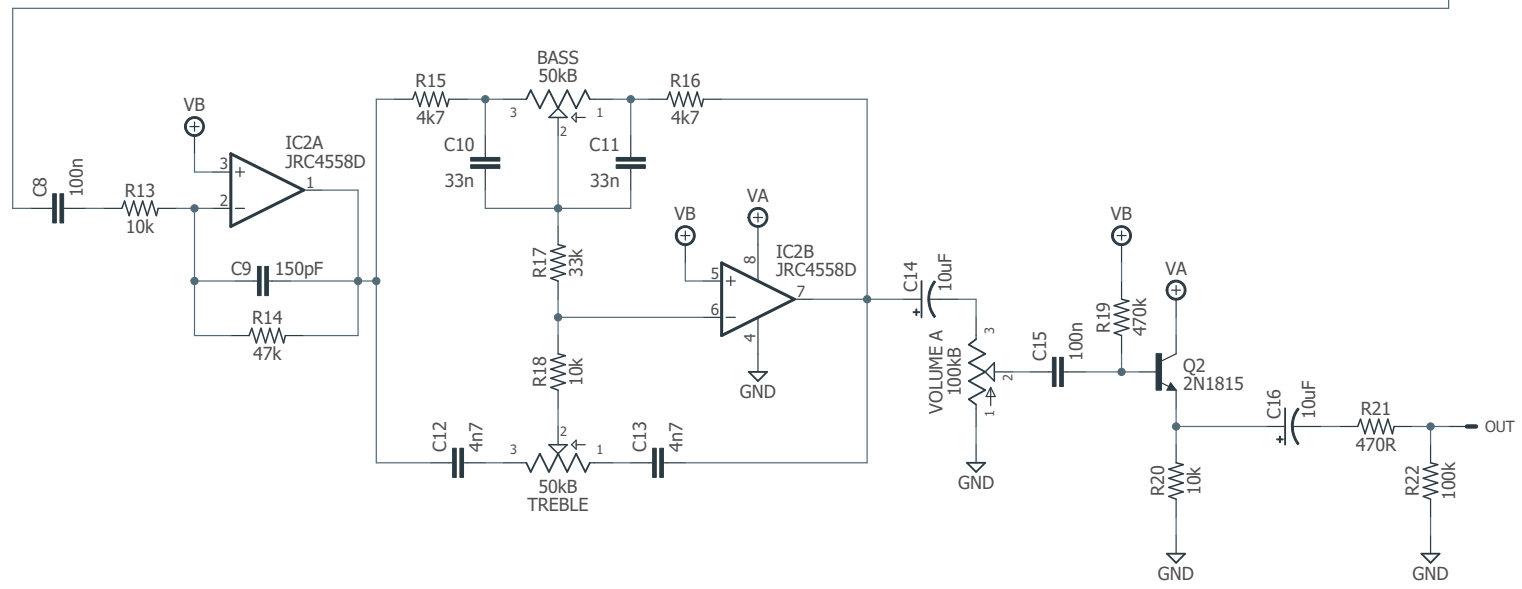 BASS
50kB
R15
4k7
3
1
2
R16
4k7
VB
IC2A
JRC4558D
3
+
1
2
−
C8
100n
R13
10k
C10
33n
C11
33n
C9
150pF
R14
47k
R17
33k
VB
VA
IC2B
JRC4558D
8
5
+
7
6
−
4
GND
R18
10k
C12
4n7
2
3
1
C13
4n7
50kB
TREBLE
C14
10uF
+
VOLUME A
100kB
3
2
1
GND
C15
100n
VB
R19
470k
VA
Q2
2N1815
C16
10uF
+
R21
470R
OUT
R20
10k
R22
100k
GND
GND